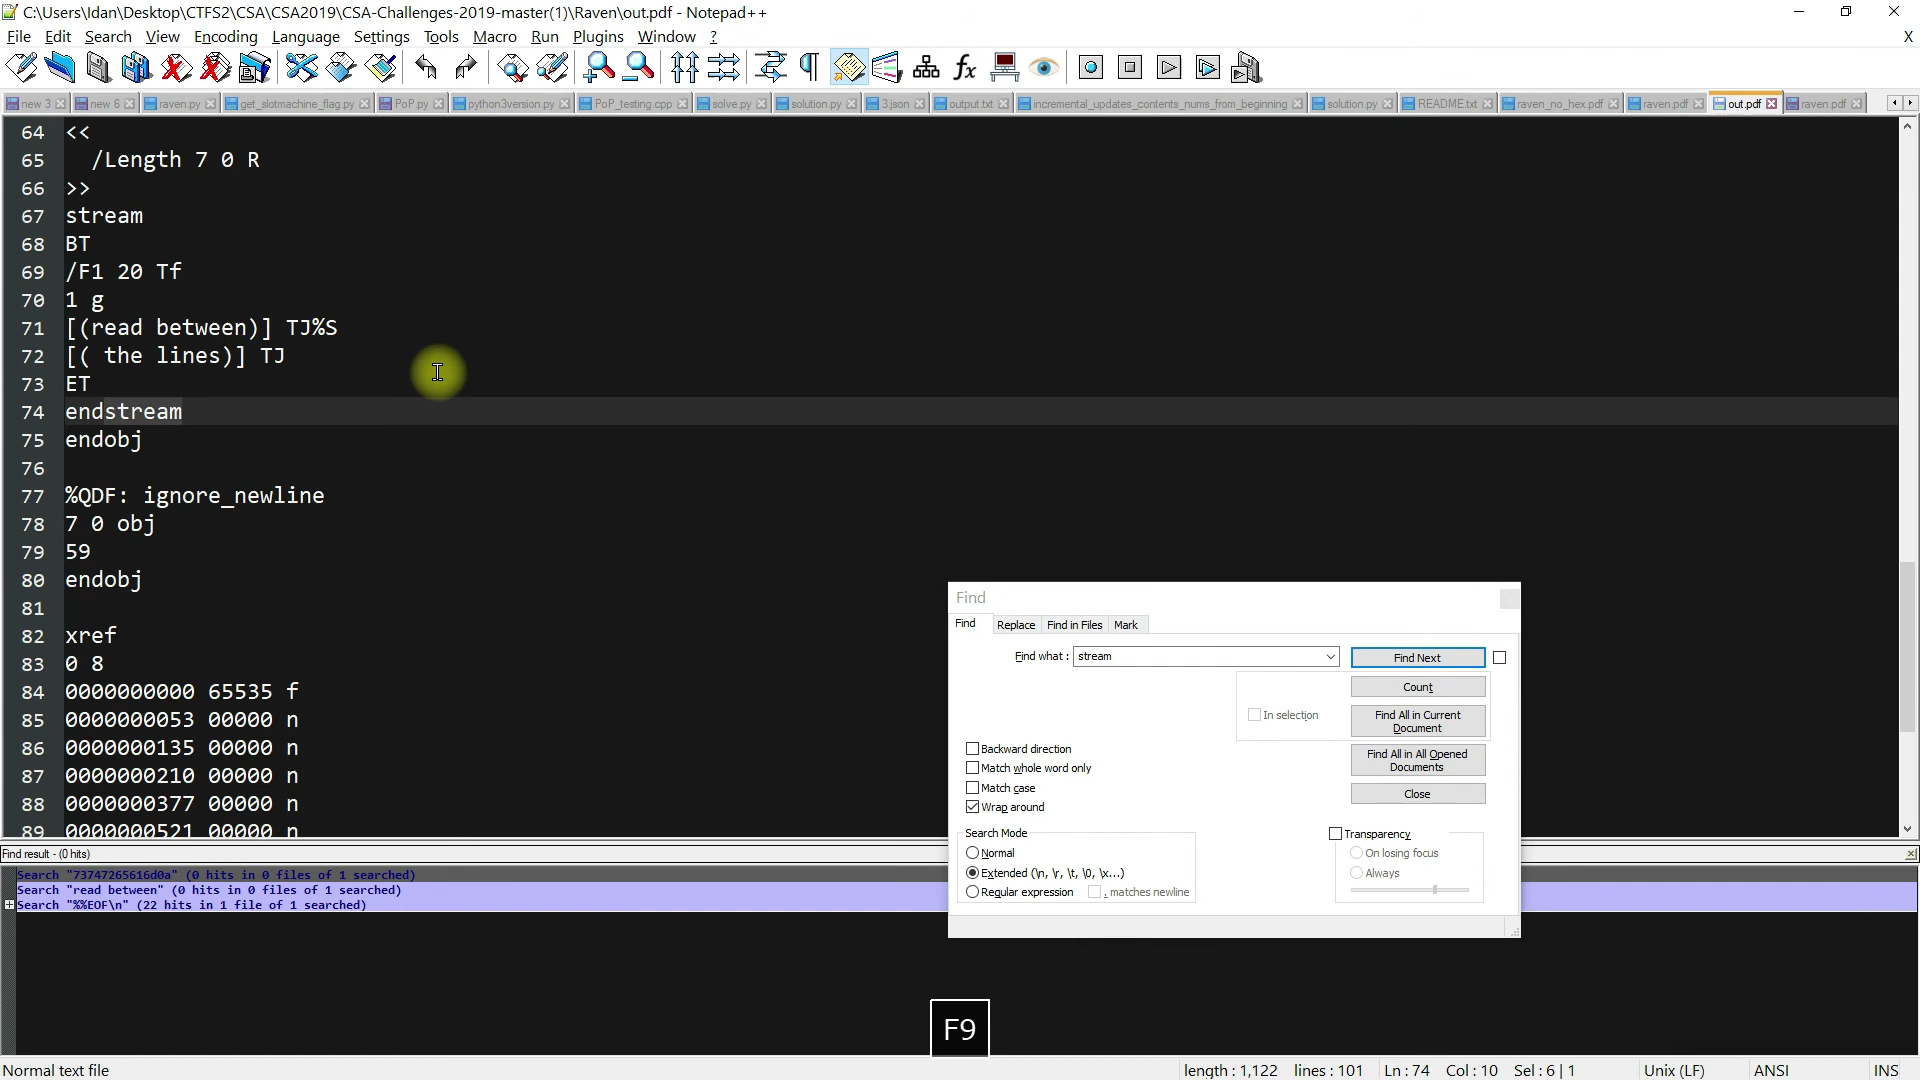 C:\Users\Idan\Desktop\CTFS2\CSA\CSA2019\CSA-Challenges-2019-master(1)\Raven\out.pdf - Notepad++
File Edit Search View Encoding Language Settings Tools Macro Run Plugins Window ? X
new 3 new 6 raven.py get_slotmachine_flag.py PoP.py python3version.py PoP_testing.cpp solve.py solution.py 3.json output.txt incremental_updates_contents_nums_from_beginning solution.py README.txt raven_no_hex.pdf raven.pdf out.pdf raven.pdf
64 <<
65 /Length 7 0 R
66 >>
67 stream
68 BT
69 /F1 20 Tf
70 1 g
71 [(read between)] TJ%S
72 [( the lines)] TJ
73 ET
74 endstream
75 endobj
76
77 %QDF: ignore_newline
78 7 0 obj
79 59
80 endobj
81
82 xref
83 0 8
84 0000000000 65535 f
85 0000000053 00000 n
86 0000000135 00000 n
87 0000000210 00000 n
88 0000000377 00000 n
89 0000000521 00000 n
Find
Find Replace Find in Files Mark
Find what : stream Find Next
Count
In selection
Find All in Current Document
Backward direction
Find All in All Opened Documents
Match whole word only
Match case
Close
Wrap around
Search Mode
Transparency
Normal
On losing focus
Extended (\n, \r, \t, \0, \x...)
Always
Regular expression . matches newline
Find result - (0 hits)
Search "73747265616d0a" (0 hits in 0 files of 1 searched)
Search "read between" (0 hits in 0 files of 1 searched)
Search "%%EOF\n" (22 hits in 1 file of 1 searched)
F9
Normal text file length : 1,122 lines : 101 Ln : 74 Col : 10 Sel : 6 | 1 Unix (LF) ANSI INS